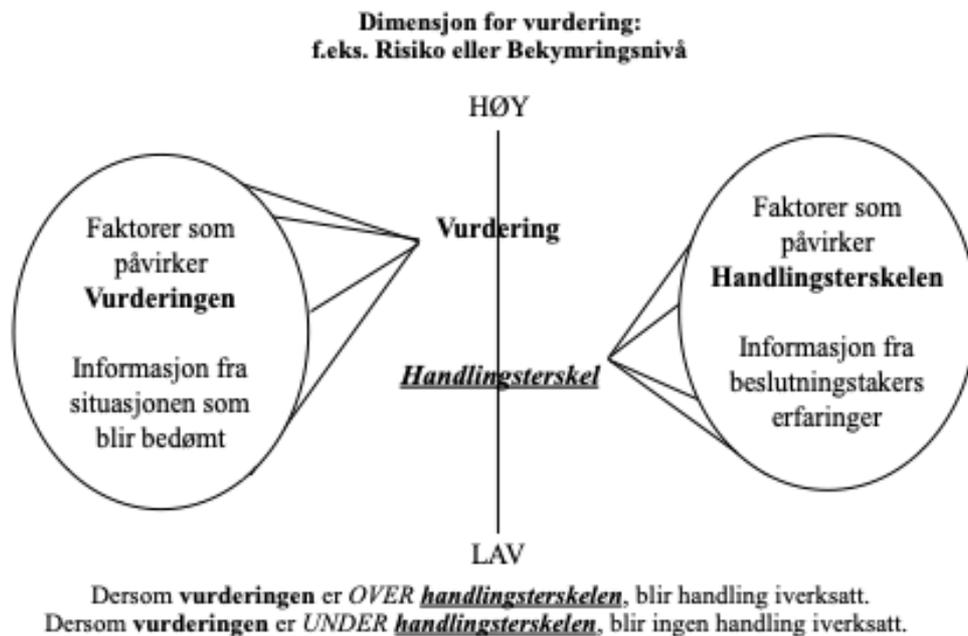 Dimensjon for vurdering:
f.eks. Risiko eller Bekymringsnivå
HØY
Faktorer som
påvirker
Vurderingen
Informasjon fra
situasjonen som
blir bedømt
Vurdering
Handlingsterskel
Faktorer som
påvirker
Handlingsterskelen
Informasjon fra
beslutningstakers
erfaringer
LAV
Dersom vurderingen er OVER handlingsterskelen, blir handling iverksatt.
Dersom vurderingen er UNDER handlingsterskelen, blir ingen handling iverksatt.